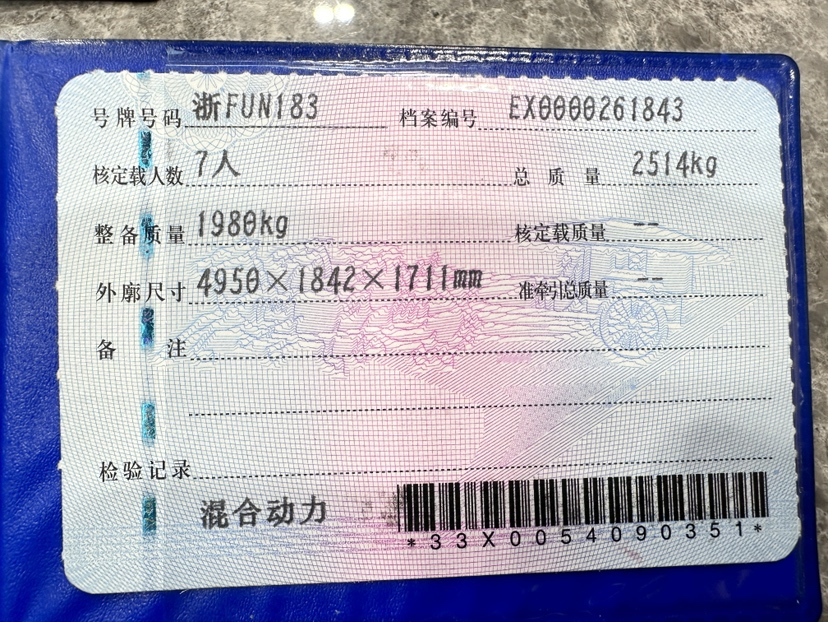 号牌号码 浙FUN183 档案编号 EX0000261843
核定载人数 7人 总质量 2514kg
整备质量 1980kg 核定载质量 --
外廓尺寸 4950×1842×1711mm 准牵引总质量 --
备注
检验记录
混合动力
*33X0054090351*